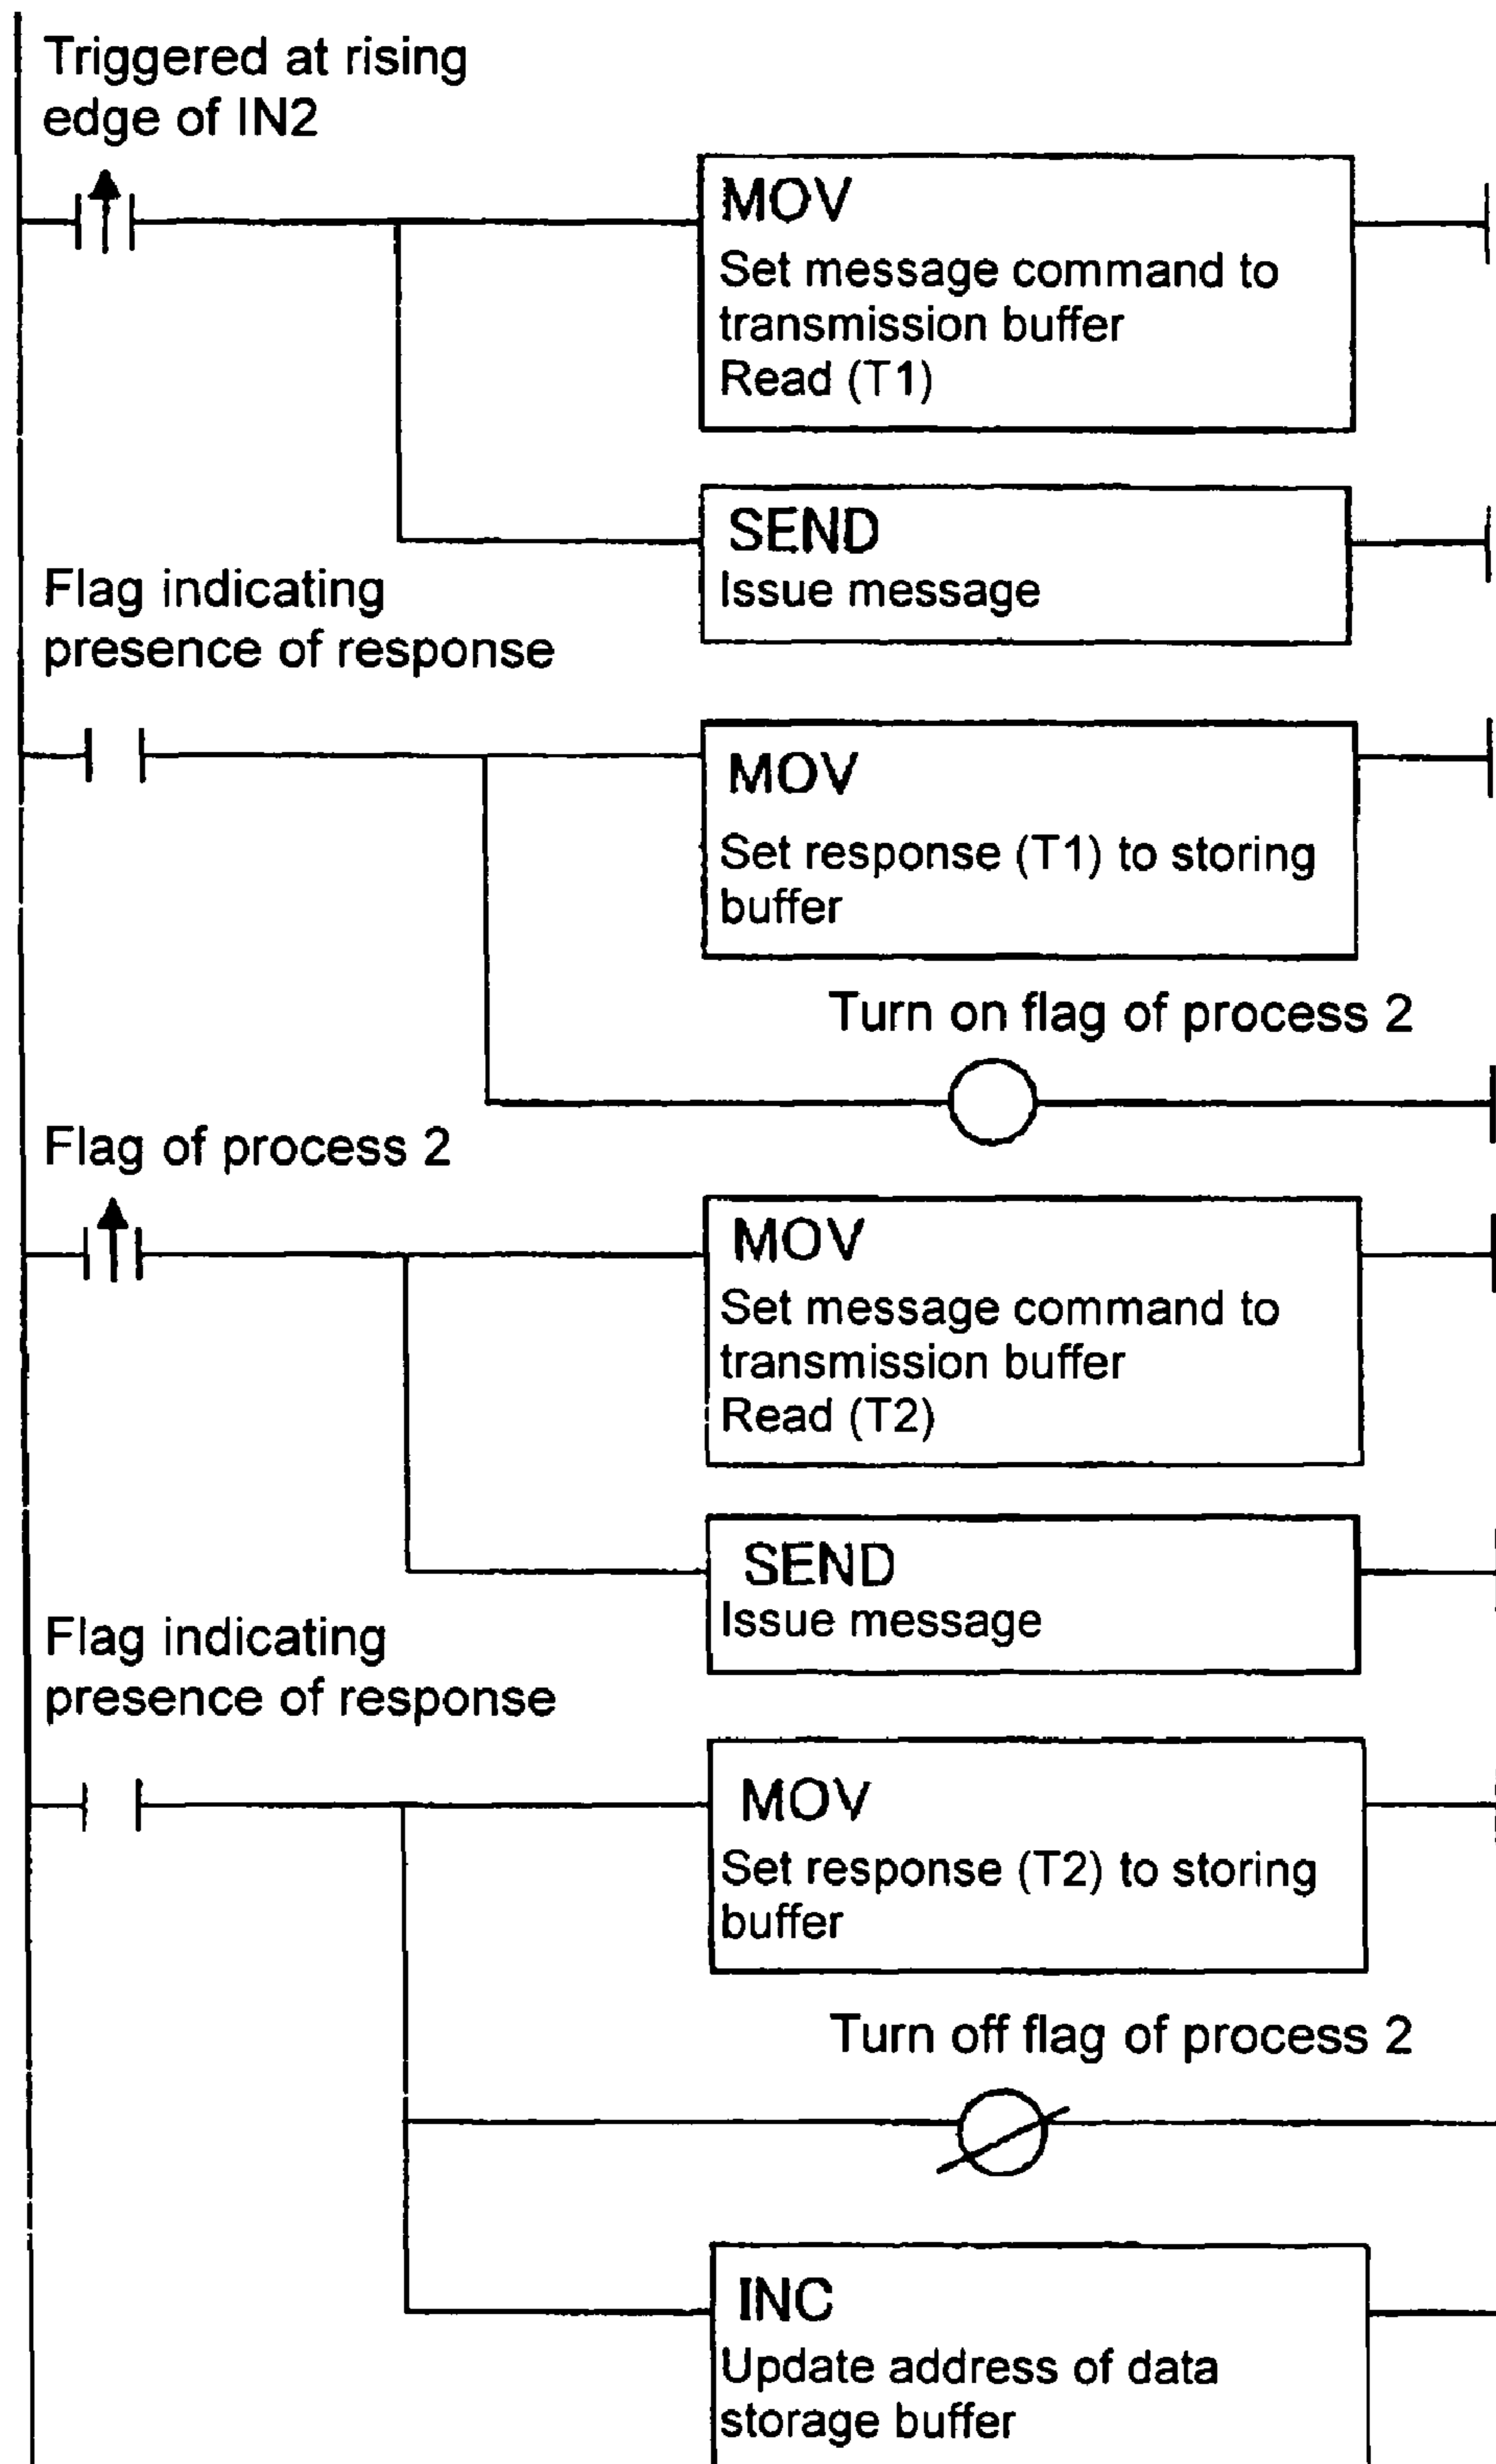 Triggered at rising
edge of IN2
MOV
Set message command to
transmission buffer
Read (T1)
SEND
Issue message
Flag indicating
presence of response
MOV
Set response (T1) to storing
buffer
Turn on flag of process 2
Flag of process 2
MOV
Set message command to
transmission buffer
Read (T2)
SEND
Issue message
Flag indicating
presence of response
MOV
Set response (T2) to storing
buffer
Turn off flag of process 2
INC
Update address of data
storage buffer